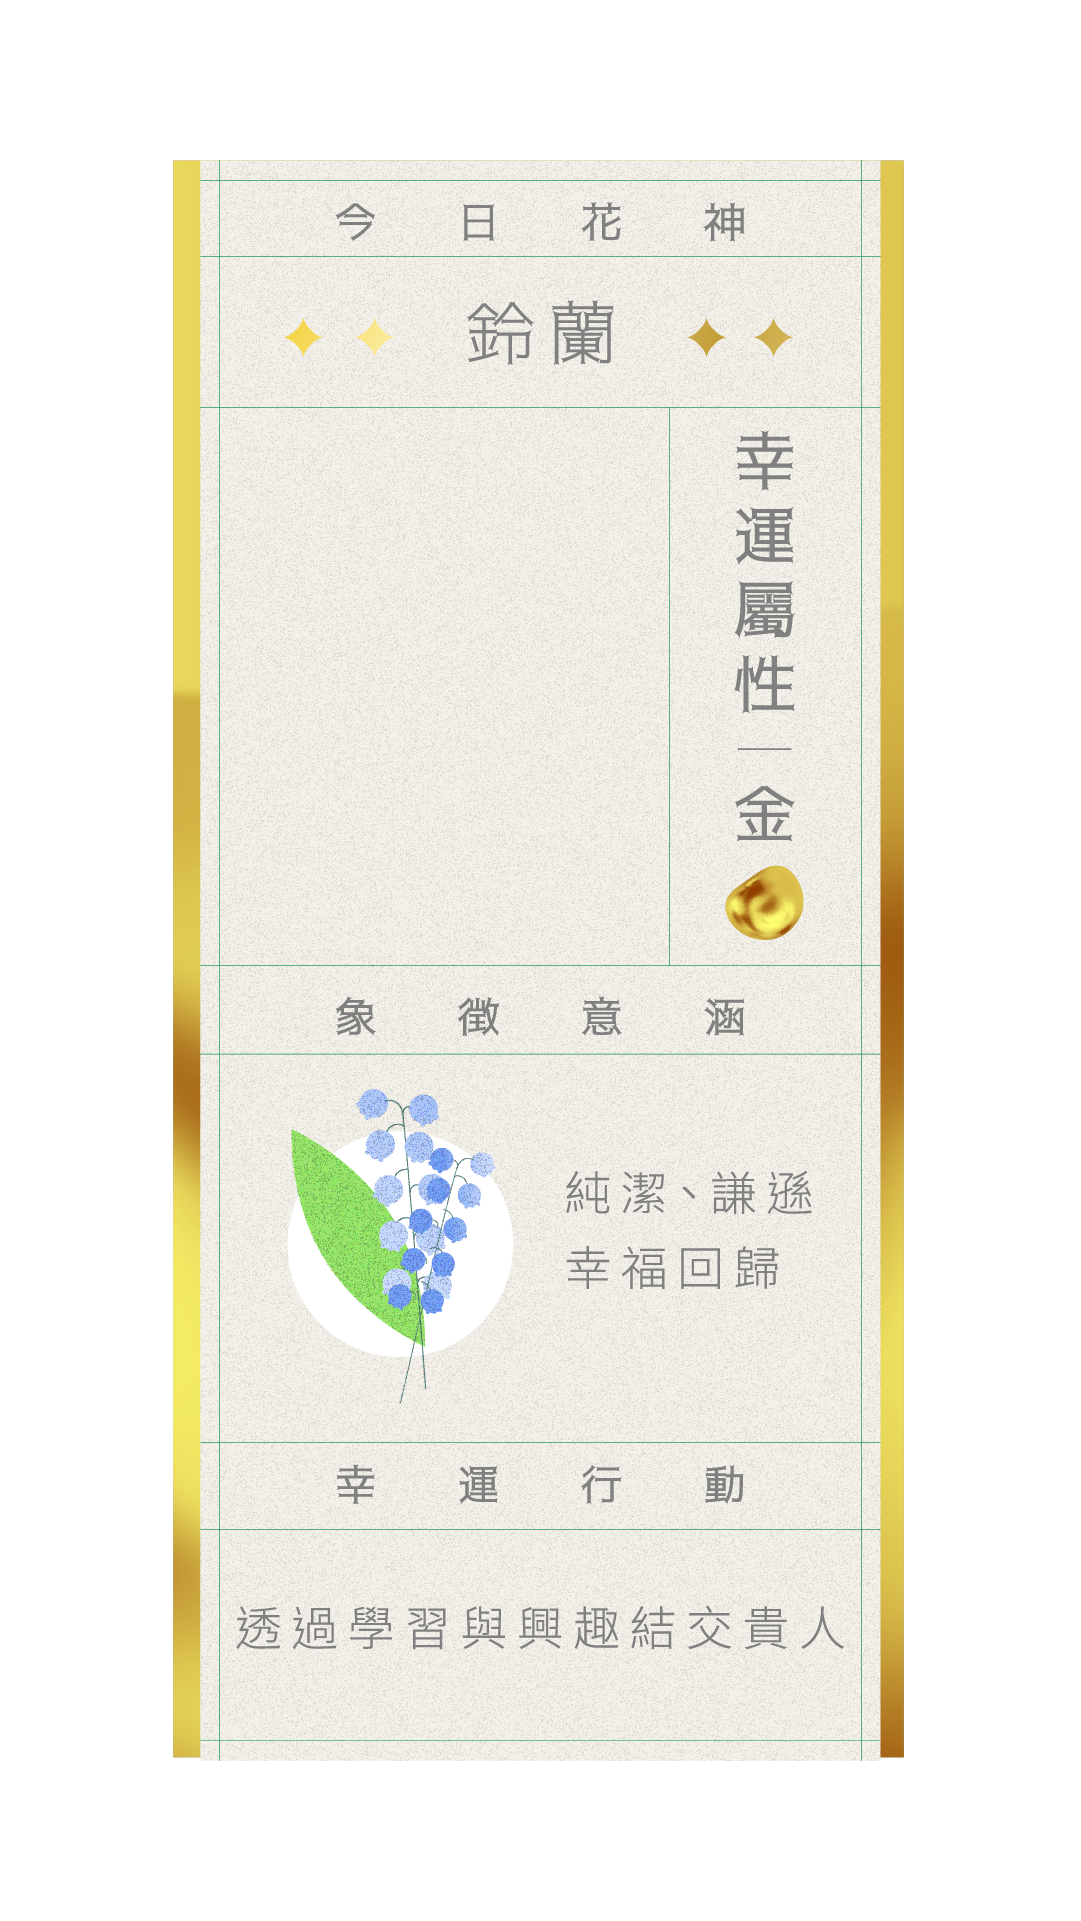 今日花神
鈴蘭
幸運屬性｜金
象徵意涵
純潔、謙遜
幸福回歸
幸運行動
透過學習與興趣結交貴人